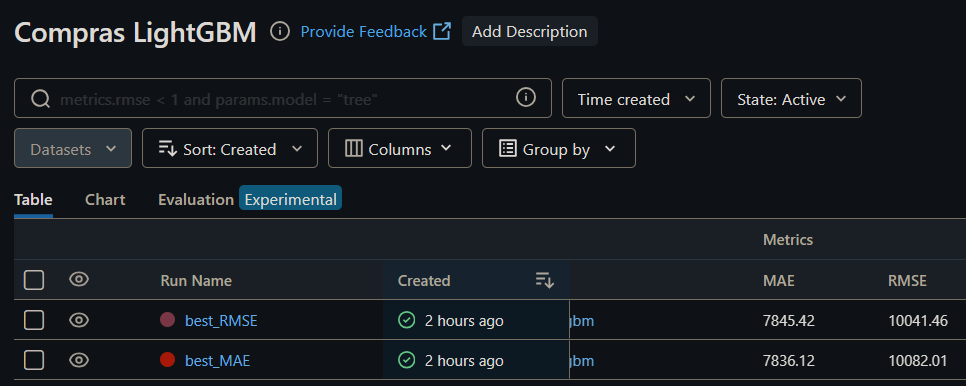 Compras LightGBM Provide Feedback Add Description
metrics.rmse < 1 and params.model = "tree" Time created State: Active
Datasets Sort: Created Columns Group by
Table Chart Evaluation Experimental
Metrics
Run Name Created MAE RMSE
best_RMSE 2 hours ago gbm 7845.42 10041.46
best_MAE 2 hours ago gbm 7836.12 10082.01